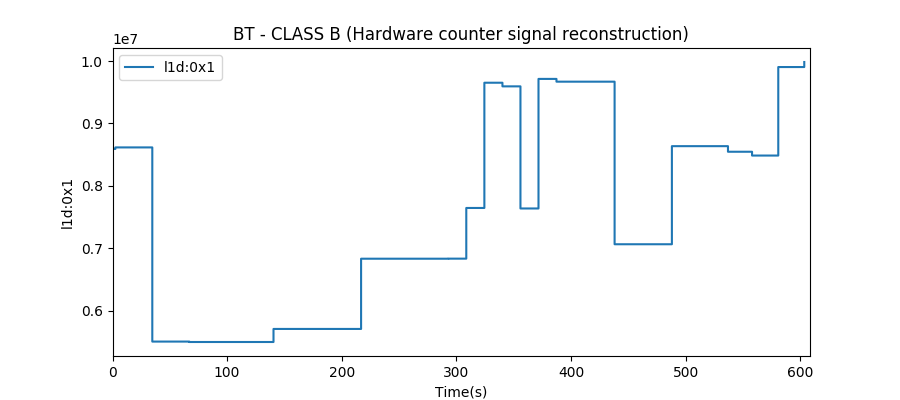 BT - CLASS B (Hardware counter signal reconstruction)
1e7
l1d:0x1
1.0
0.9
0.8
0.7
0.6
l1d:0x1
0 100 200 300 400 500 600
Time(s)